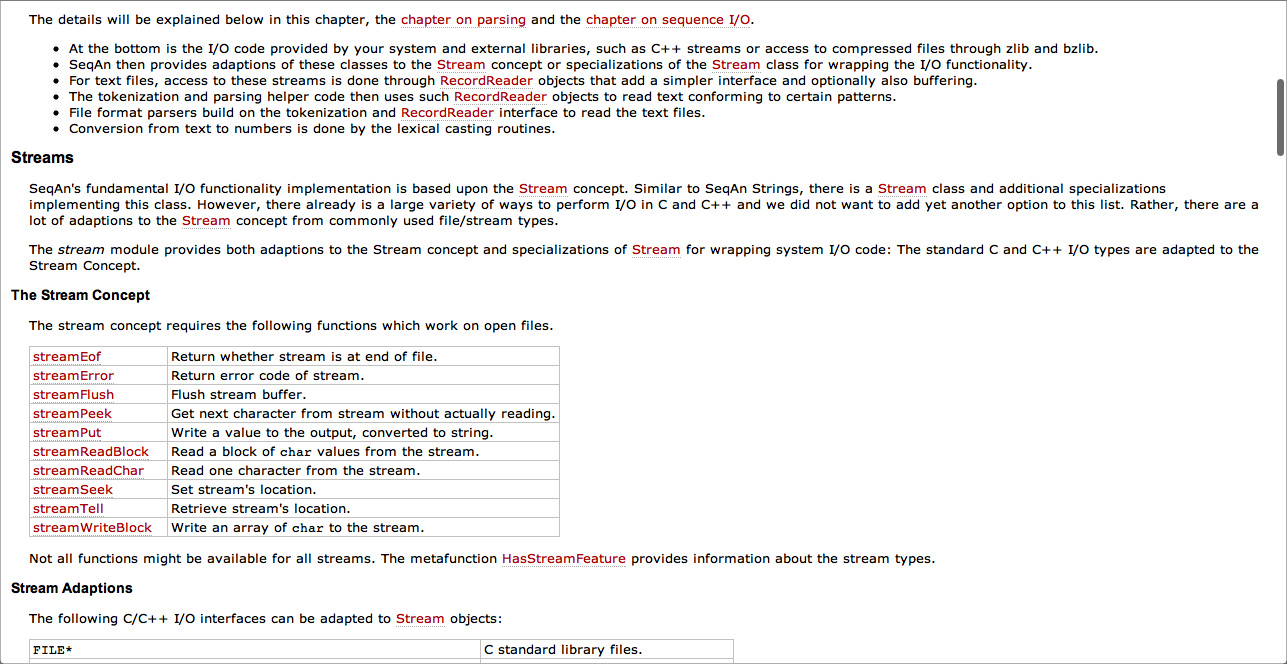 The details will be explained below in this chapter, the chapter on parsing and the chapter on sequence I/O.
• At the bottom is the I/O code provided by your system and external libraries, such as C++ streams or access to compressed files through zlib and bzlib.
• SeqAn then provides adaptions of these classes to the Stream concept or specializations of the Stream class for wrapping the I/O functionality.
• For text files, access to these streams is done through RecordReader objects that add a simpler interface and optionally also buffering.
• The tokenization and parsing helper code then uses such RecordReader objects to read text conforming to certain patterns.
• File format parsers build on the tokenization and RecordReader interface to read the text files.
• Conversion from text to numbers is done by the lexical casting routines.
Streams
SeqAn's fundamental I/O functionality implementation is based upon the Stream concept. Similar to SeqAn Strings, there is a Stream class and additional specializations
implementing this class. However, there already is a large variety of ways to perform I/O in C and C++ and we did not want to add yet another option to this list. Rather, there are a
lot of adaptions to the Stream concept from commonly used file/stream types.
The stream module provides both adaptions to the Stream concept and specializations of Stream for wrapping system I/O code: The standard C and C++ I/O types are adapted to the
Stream Concept.
The Stream Concept
The stream concept requires the following functions which work on open files.
streamEof Return whether stream is at end of file.
streamError Return error code of stream.
streamFlush Flush stream buffer.
streamPeek Get next character from stream without actually reading.
streamPut Write a value to the output, converted to string.
streamReadBlock Read a block of char values from the stream.
streamReadChar Read one character from the stream.
streamSeek Set stream's location.
streamTell Retrieve stream's location.
streamWriteBlock Write an array of char to the stream.
Not all functions might be available for all streams. The metafunction HasStreamFeature provides information about the stream types.
Stream Adaptions
The following C/C++ I/O interfaces can be adapted to Stream objects:
FILE* C standard library files.